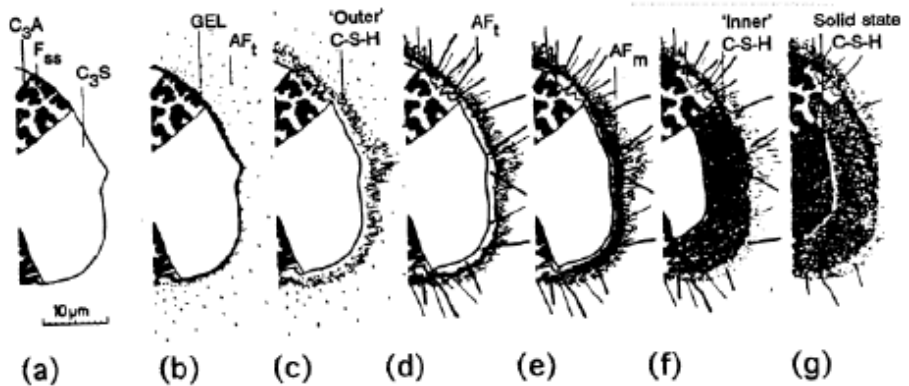 C₃A
Fss
C₃S
10µm
GEL
AFt
'Outer'
C-S-H
AFt
AFm
'Inner'
C-S-H
Solid state
C-S-H
(a) (b) (c) (d) (e) (f) (g)